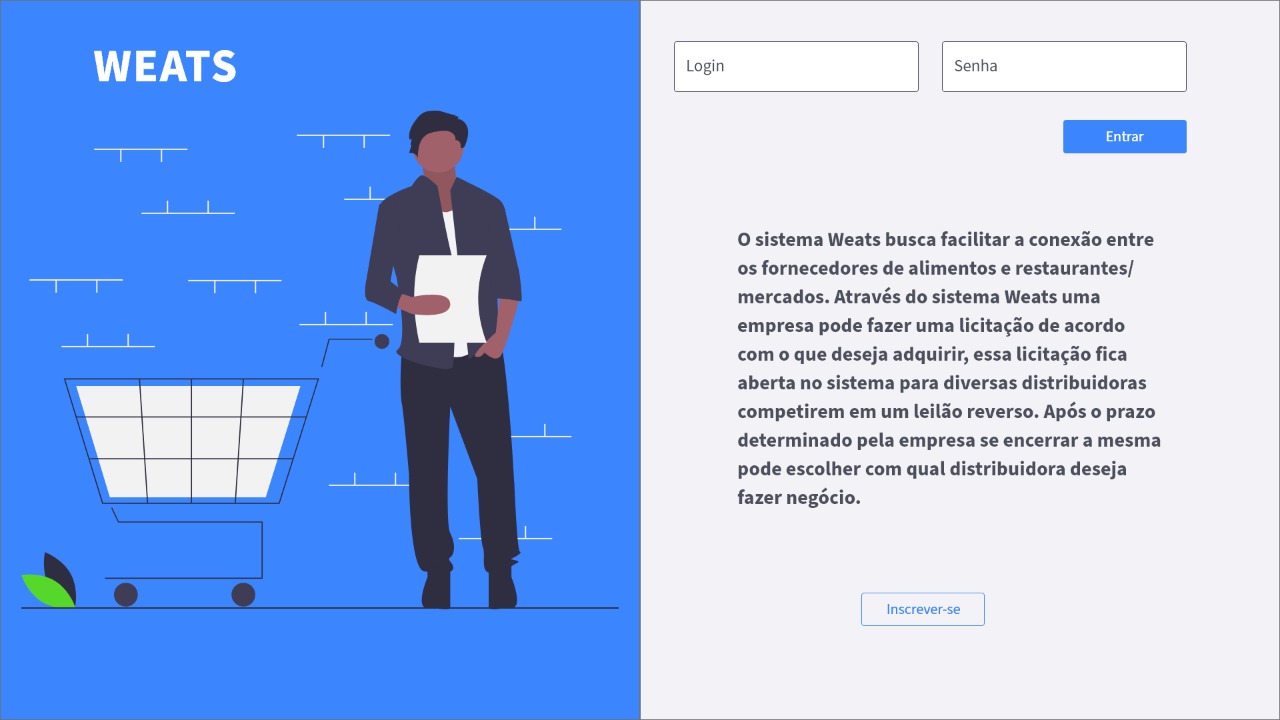 WEATS
Login
Senha
Entrar
O sistema Weats busca facilitar a conexão entre
os fornecedores de alimentos e restaurantes/
mercados. Através do sistema Weats uma
empresa pode fazer uma licitação de acordo
com o que deseja adquirir, essa licitação fica
aberta no sistema para diversas distribuidoras
competirem em um leilão reverso. Após o prazo
determinado pela empresa se encerrar a mesma
pode escolher com qual distribuidora deseja
fazer negócio.
Inscrever-se